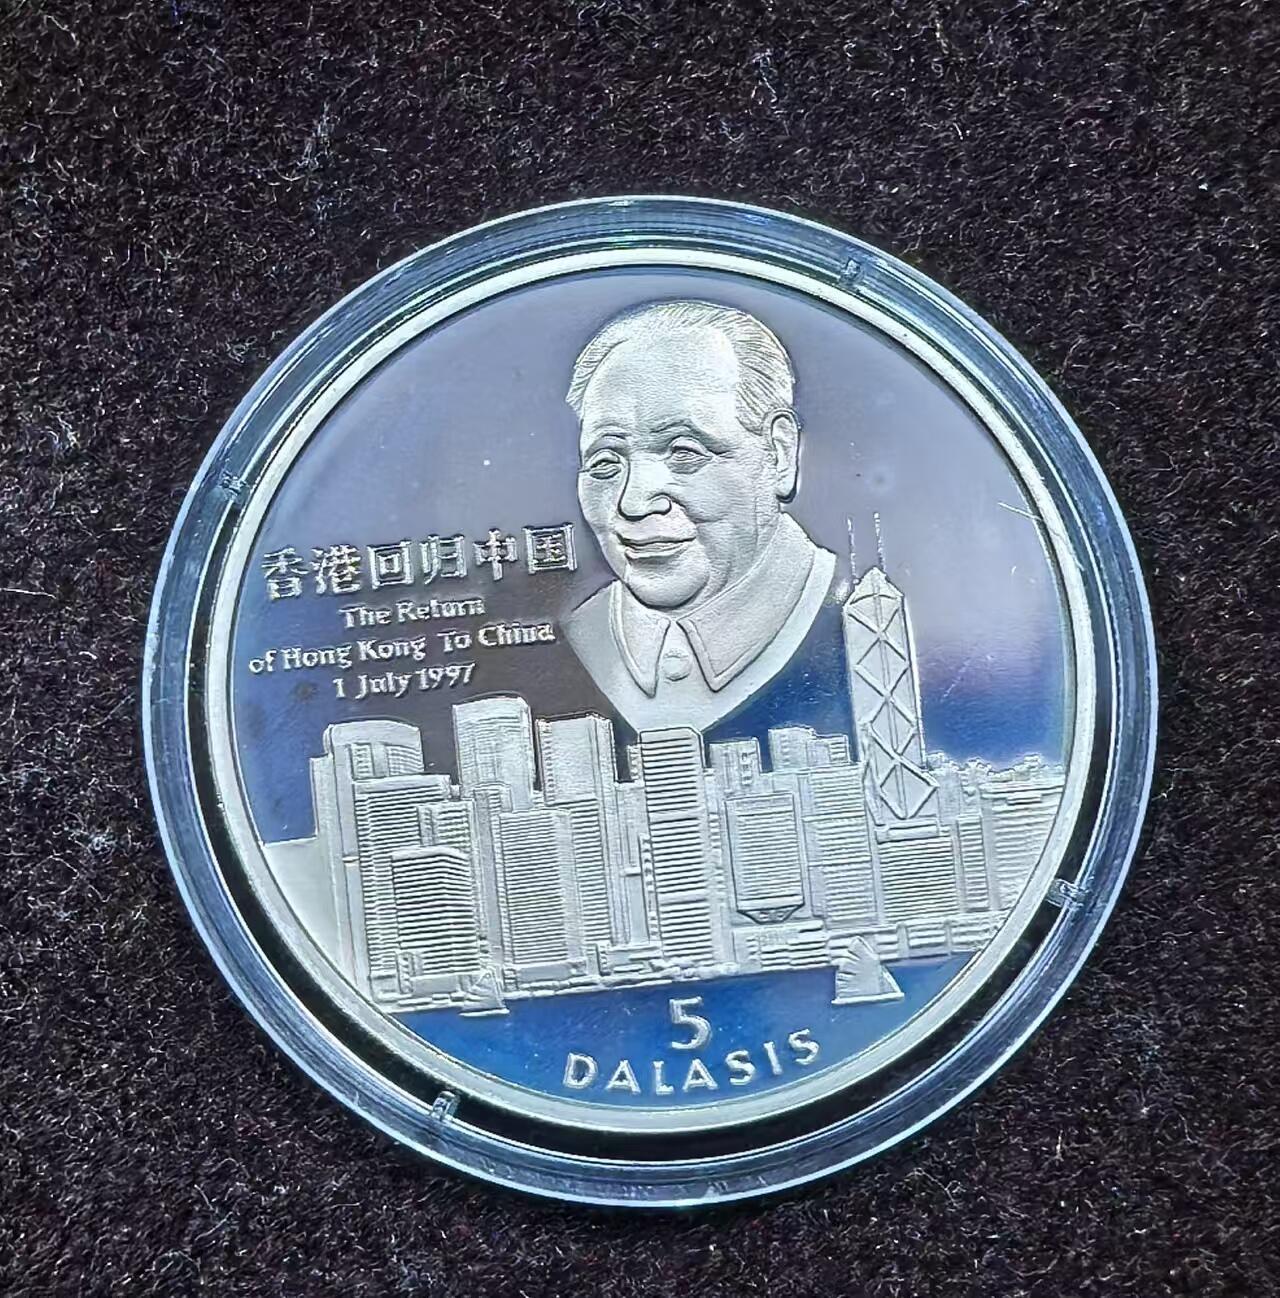 香港回归中国
The Return
of Hong Kong To China
1 July 1997
5
DALASIS